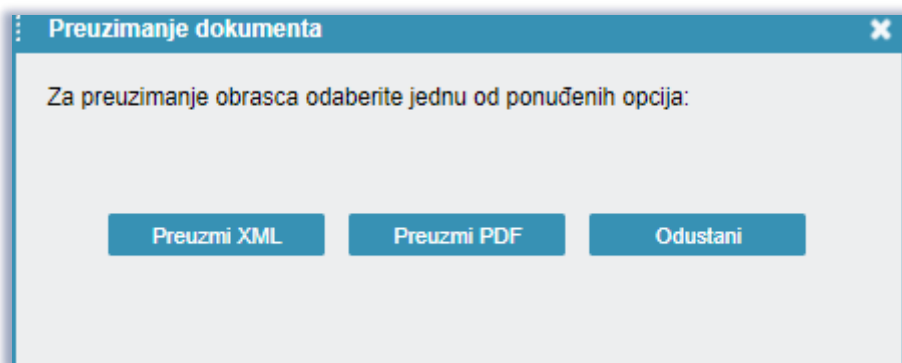 Preuzimanje dokumenta
Za preuzimanje obrasca odaberite jednu od ponuđenih opcija:
Preuzmi XML Preuzmi PDF Odustani